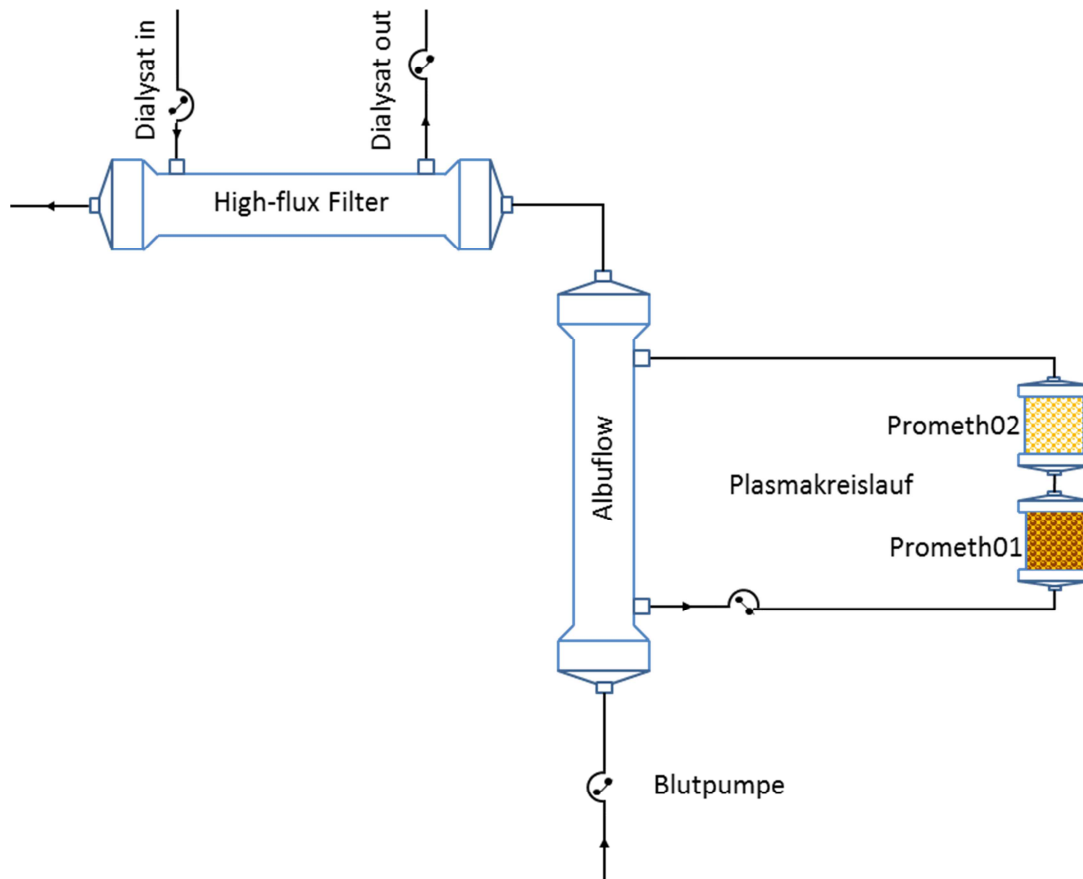 Dialysat in
Dialysat out
High-flux Filter
Albuflow
Prometh02
Plasmakreislauf
Prometh01
Blutpumpe